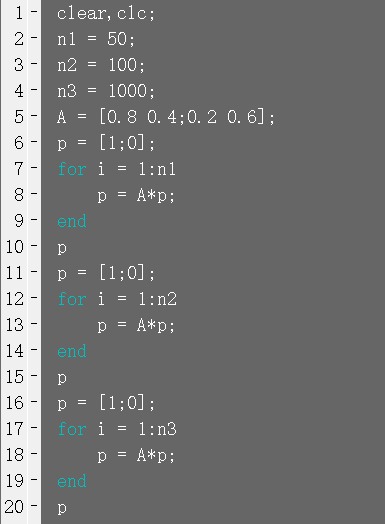 1 - clear,clc;
2 - n1 = 50;
3 - n2 = 100;
4 - n3 = 1000;
5 - A = [0.8 0.4;0.2 0.6];
6 - p = [1;0];
7 - for i = 1:n1
8 - p = A*p;
9 - end
10 - p
11 - p = [1;0];
12 - for i = 1:n2
13 - p = A*p;
14 - end
15 - p
16 - p = [1;0];
17 - for i = 1:n3
18 - p = A*p;
19 - end
20 - p